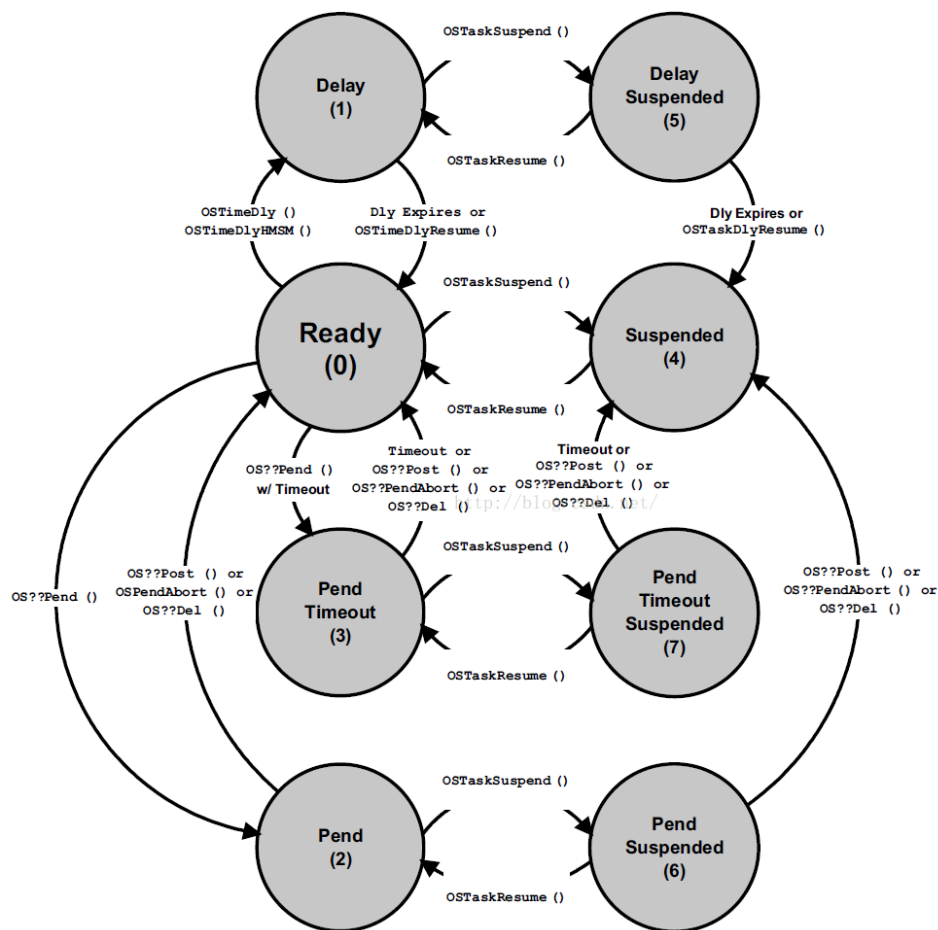 OSTaskSuspend ()
Delay
(1)
Delay
Suspended
(5)
OSTaskResume ()
OSTimeDly ()
OSTimeDlyHMSM ()
Dly Expires or
OSTimeDlyResume ()
Dly Expires or
OSTaskDlyResume ()
OSTaskSuspend ()
Ready
(0)
Suspended
(4)
OSTaskResume ()
OS??Pend ()
w/ Timeout
Timeout or
OS??Post () or
OS??PendAbort () or
OS??Del ()
Timeout or
OS??Post () or
OS??PendAbort () or
OS??Del ()
http://blog.csdn.net/
OSTaskSuspend ()
OS??Pend ()
OS??Post () or
OSPendAbort () or
OS??Del ()
Pend
Timeout
(3)
Pend
Timeout
Suspended
(7)
OS??Post () or
OS??PendAbort () or
OS??Del ()
OSTaskResume ()
OSTaskSuspend ()
Pend
(2)
Pend
Suspended
(6)
OSTaskResume ()